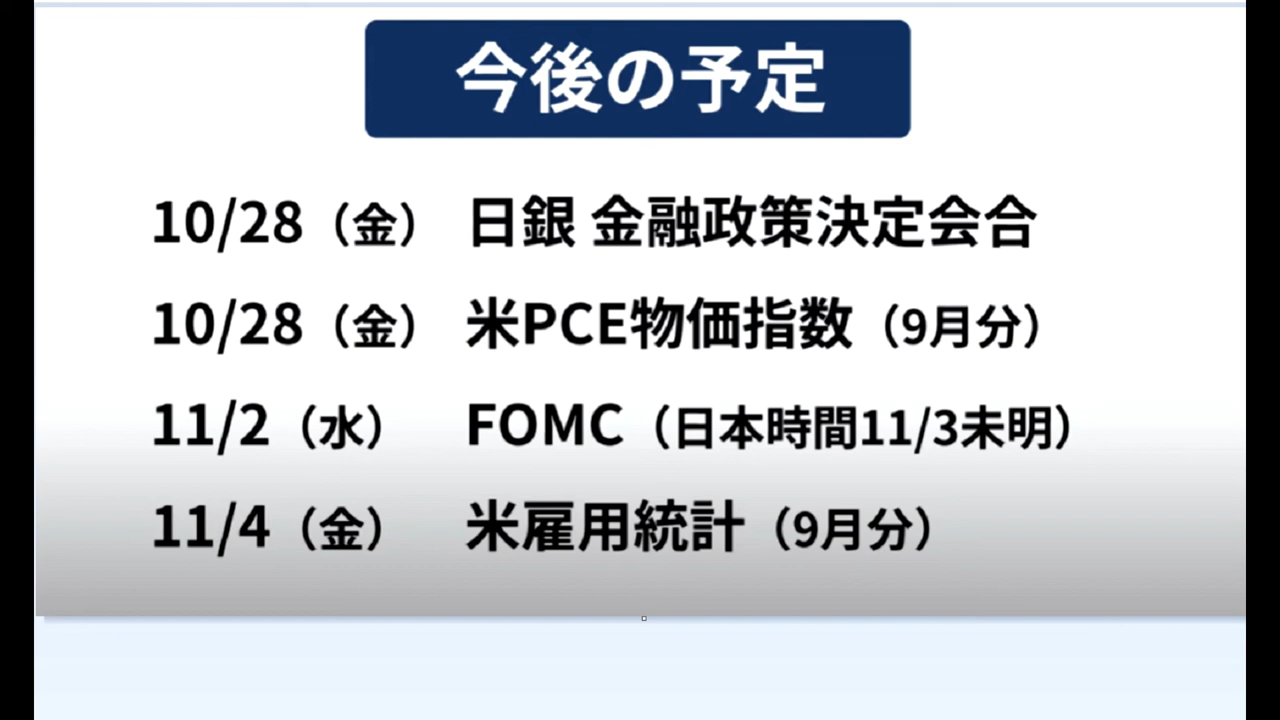 今後の予定
10/28（金） 日銀 金融政策決定会合
10/28（金） 米PCE物価指数（9月分）
11/2（水） FOMC（日本時間11/3未明）
11/4（金） 米雇用統計（9月分）